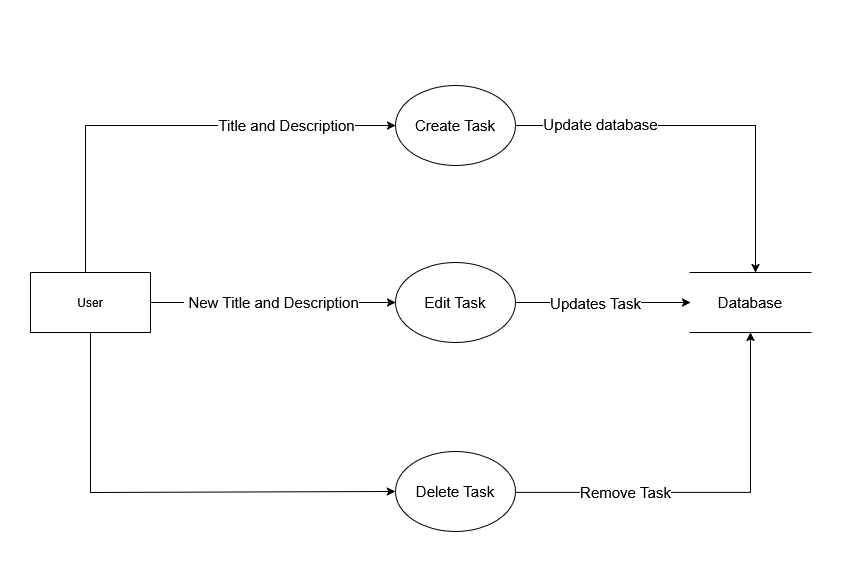 Title and Description
Create Task
Update database
User
New Title and Description
Edit Task
Updates Task
Database
Delete Task
Remove Task